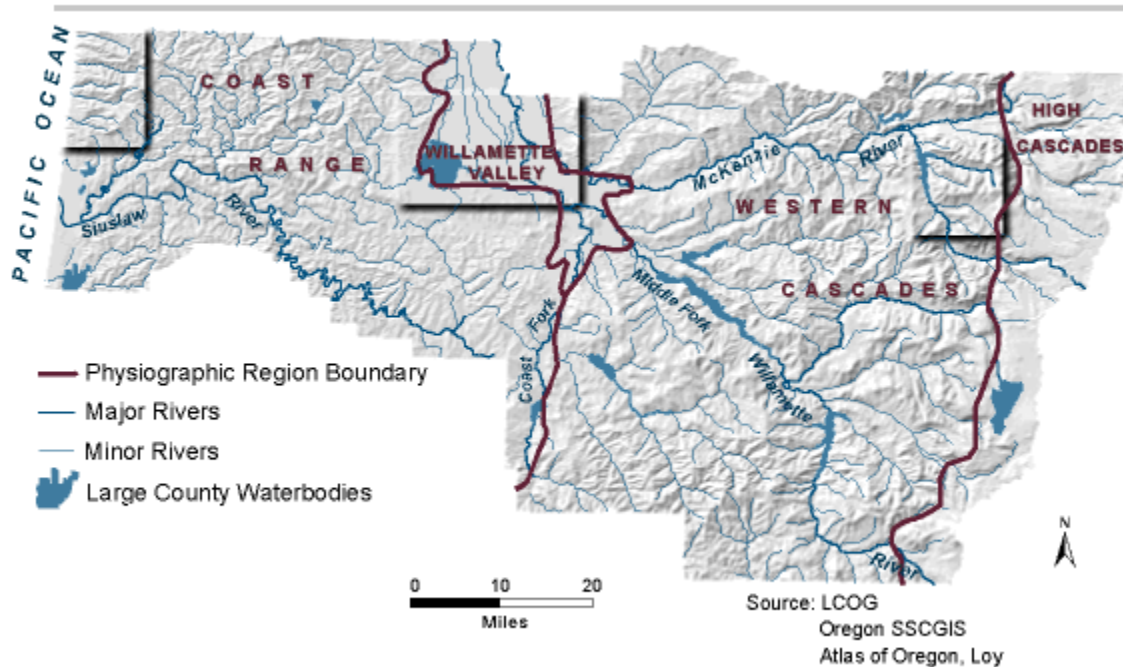 PACIFIC OCEAN
COAST
RANGE
WILLAMETTE
VALLEY
HIGH
CASCADES
McKenzie River
WESTERN
CASCADES
Siuslaw River
Middle Fork Willamette River
Coast Fork
Physiographic Region Boundary
Major Rivers
Minor Rivers
Large County Waterbodies
0 10 20
Miles
N
Source: LCOG
Oregon SSCGIS
Atlas of Oregon, Loy